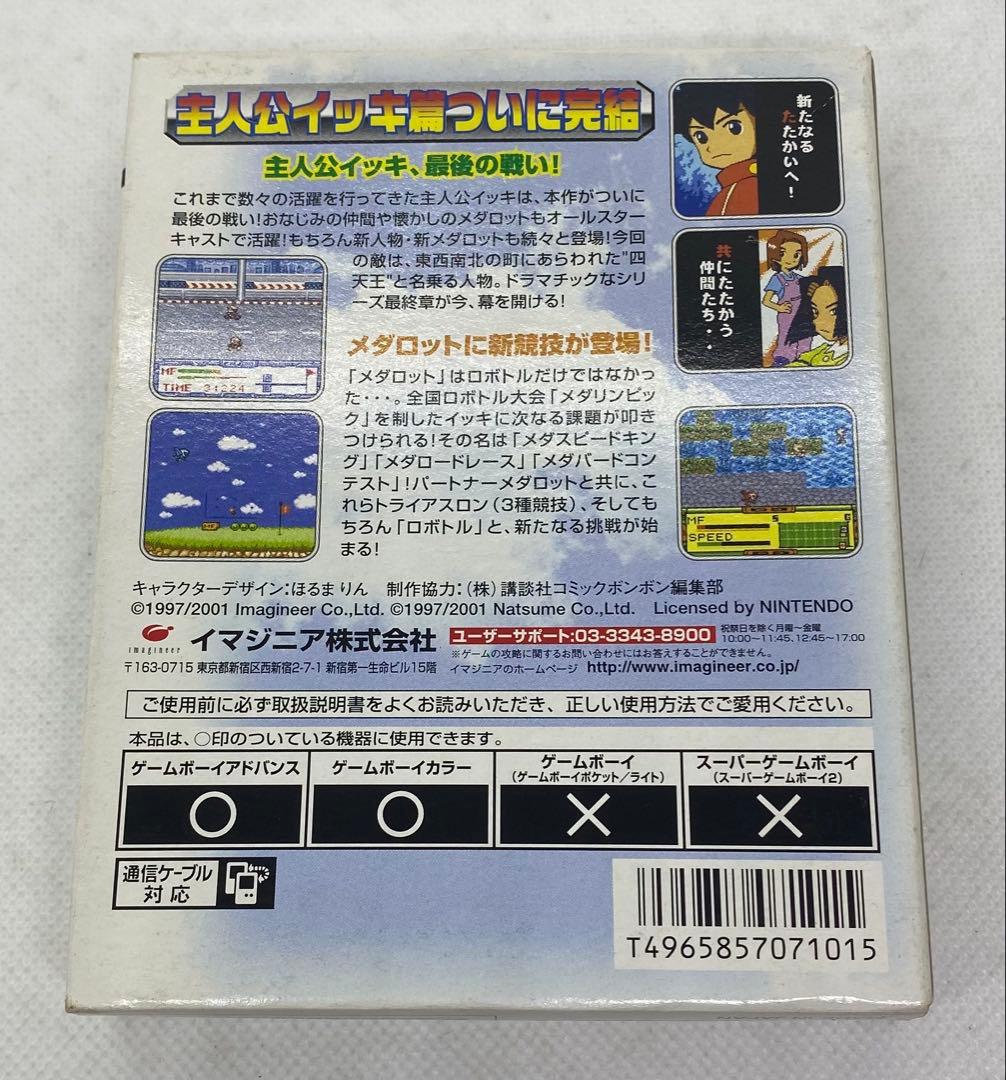 主人公イッキ篇ついに完結
主人公イッキ、最後の戦い!
これまで数々の活躍を行ってきた主人公イッキは、本作がついに
最後の戦い!おなじみの仲間や懐かしのメダロットもオールスター
キャストで活躍!もちろん新人物・新メダロットも続々と登場!今回
の敵は、東西南北の町にあらわれた"四
天王"と名乗る人物。ドラマチックなシリ
ーズ最終章が今、幕を開ける!
新たなる
たたかいへ!
共にたたかう
仲間たち・・
MF
TIME 31224
メダロットに新競技が登場!
「メダロット」はロボトルだけではなかっ
た・・・。全国ロボトル大会「メダリンピッ
ク」を制したイッキに次なる課題が叩き
つけられる!その名は「メダスピードキン
グ」「メダロードレース」「メダバードコン
テスト」!パートナーメダロットと共に、こ
れらトライアスロン(3種競技)、そしても
ちろん「ロボトル」と、新たなる挑戦が始
まる!
MF
MF S G
SPEED
キャラクターデザイン:ほるまりん 制作協力:(株)講談社コミックボンボン編集部
©1997/2001 Imagineer Co.,Ltd. ©1997/2001 Natsume Co.,Ltd. Licensed by NINTENDO
imagineer
イマジニア株式会社
ユーザーサポート:03-3343-8900
祝祭日を除く月曜~金曜
10:00~11:45、12:45~17:00
※ゲームの攻略に関するお問い合わせにはお答えすることができません。
〒163-0715 東京都新宿区西新宿2-7-1 新宿第一生命ビル15階
イマジニアのホームページ http://www.imagineer.co.jp/
ご使用前に必ず取扱説明書をよくお読みいただき、正しい使用方法でご愛用ください。
本品は、○印のついている機器に使用できます。
ゲームボーイアドバンス
○
ゲームボーイカラー
○
ゲームボーイ
(ゲームボーイポケット/ライト)
×
スーパーゲームボーイ
(スーパーゲームボーイ2)
×
通信ケーブル
対応
T4965857071015